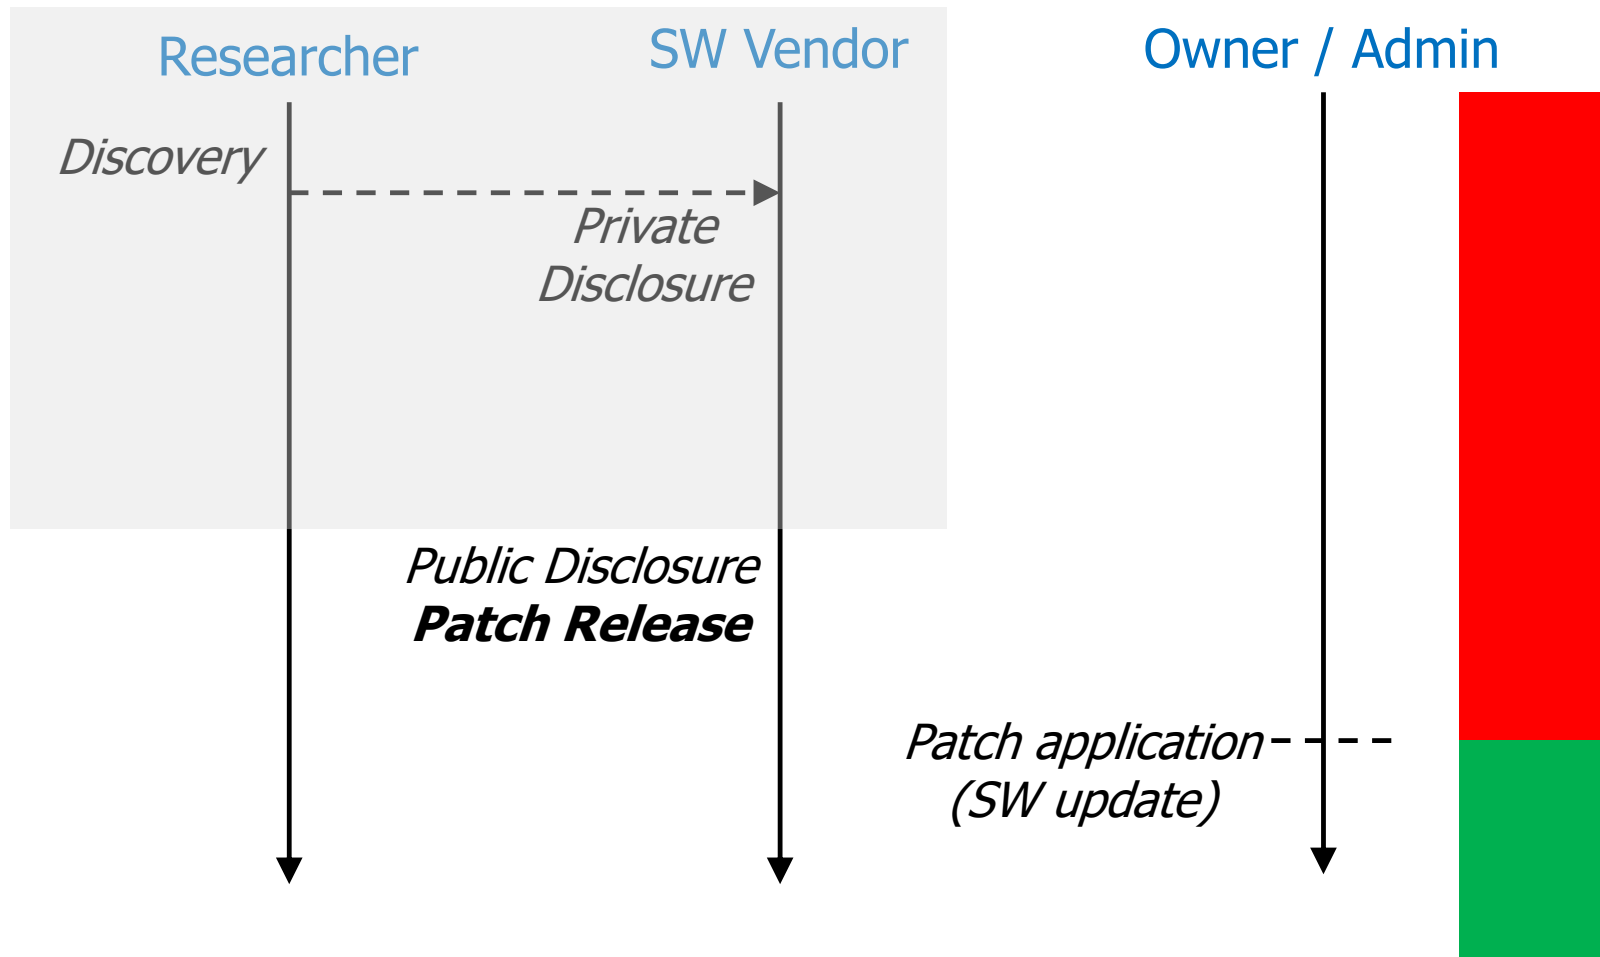 Researcher
SW Vendor
Owner / Admin
Discovery
Private
Disclosure
Public Disclosure
Patch Release
Patch application
(SW update)